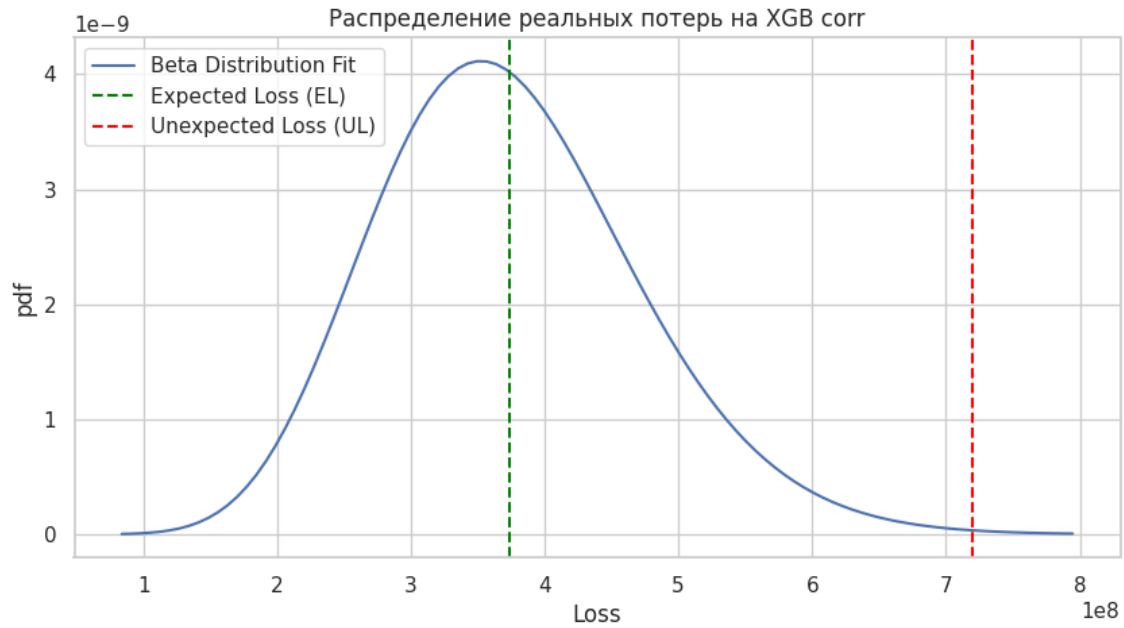 Распределение реальных потерь на XGB corr
1e−9
Beta Distribution Fit
Expected Loss (EL)
Unexpected Loss (UL)
4
3
2
1
0
pdf
1 2 3 4 5 6 7 8
1e8
Loss